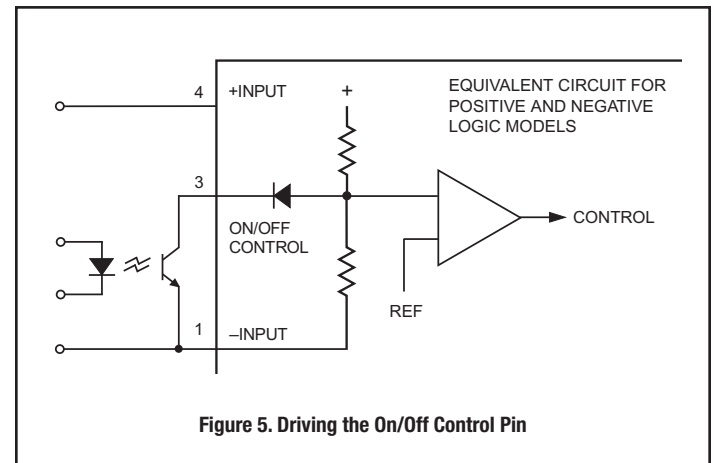 4 +INPUT +
EQUIVALENT CIRCUIT FOR
POSITIVE AND NEGATIVE
LOGIC MODELS
3
ON/OFF
CONTROL
CONTROL
REF
1 –INPUT
Figure 5. Driving the On/Off Control Pin